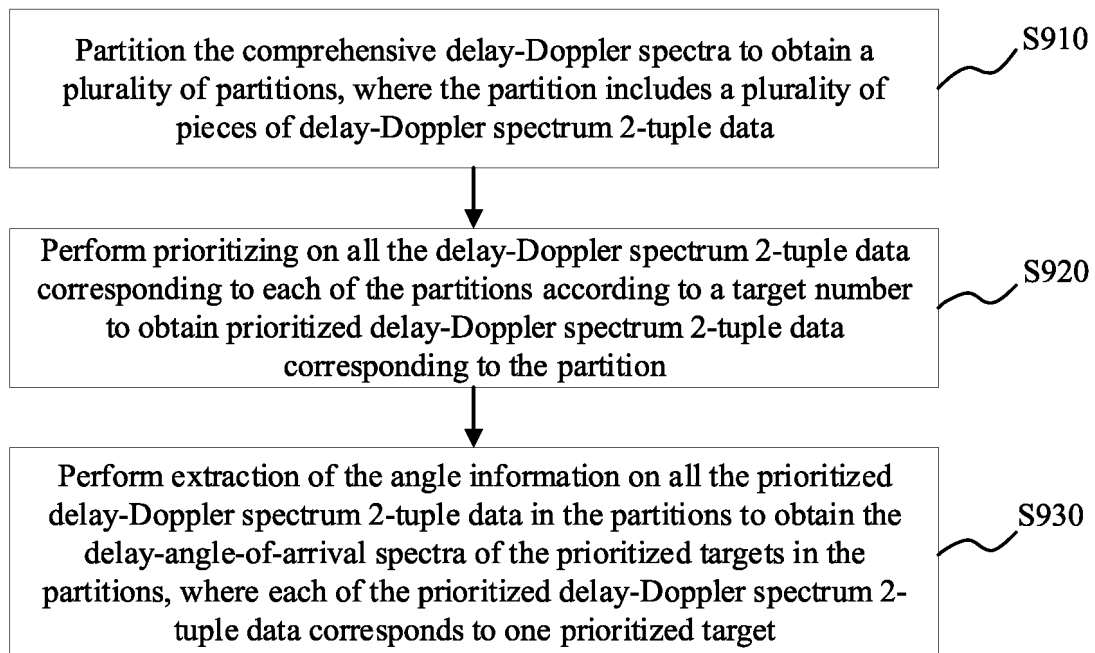 Partition the comprehensive delay-Doppler spectra to obtain a
plurality of partitions, where the partition includes a plurality of
pieces of delay-Doppler spectrum 2-tuple data
S910
Perform prioritizing on all the delay-Doppler spectrum 2-tuple data
corresponding to each of the partitions according to a target number
to obtain prioritized delay-Doppler spectrum 2-tuple data
corresponding to the partition
S920
Perform extraction of the angle information on all the prioritized
delay-Doppler spectrum 2-tuple data in the partitions to obtain the
delay-angle-of-arrival spectra of the prioritized targets in the
partitions, where each of the prioritized delay-Doppler spectrum 2-
tuple data corresponds to one prioritized target
S930